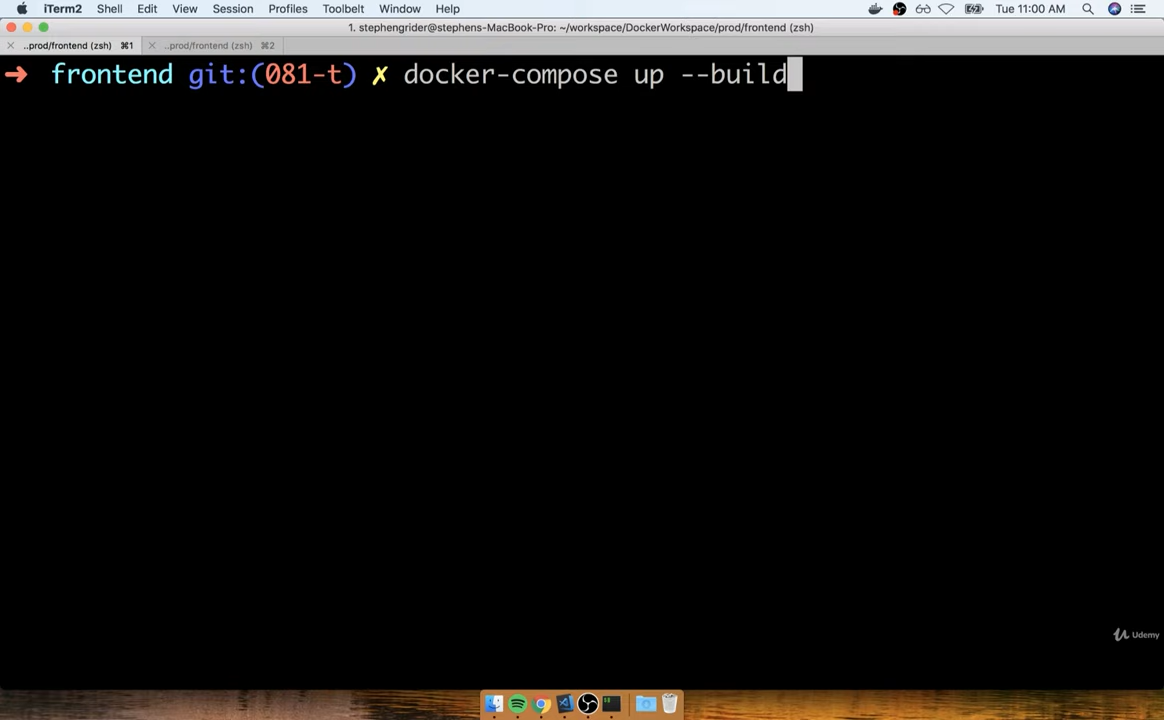 iTerm2 Shell Edit View Session Profiles Toolbelt Window Help Tue 11:00 AM
1. stephengrider@stephens-MacBook-Pro: ~/workspace/DockerWorkspace/prod/frontend (zsh)
..prod/frontend (zsh) ⌘1 ..prod/frontend (zsh) ⌘2
➜ frontend git:(081-t) ✗ docker-compose up --build
Udemy